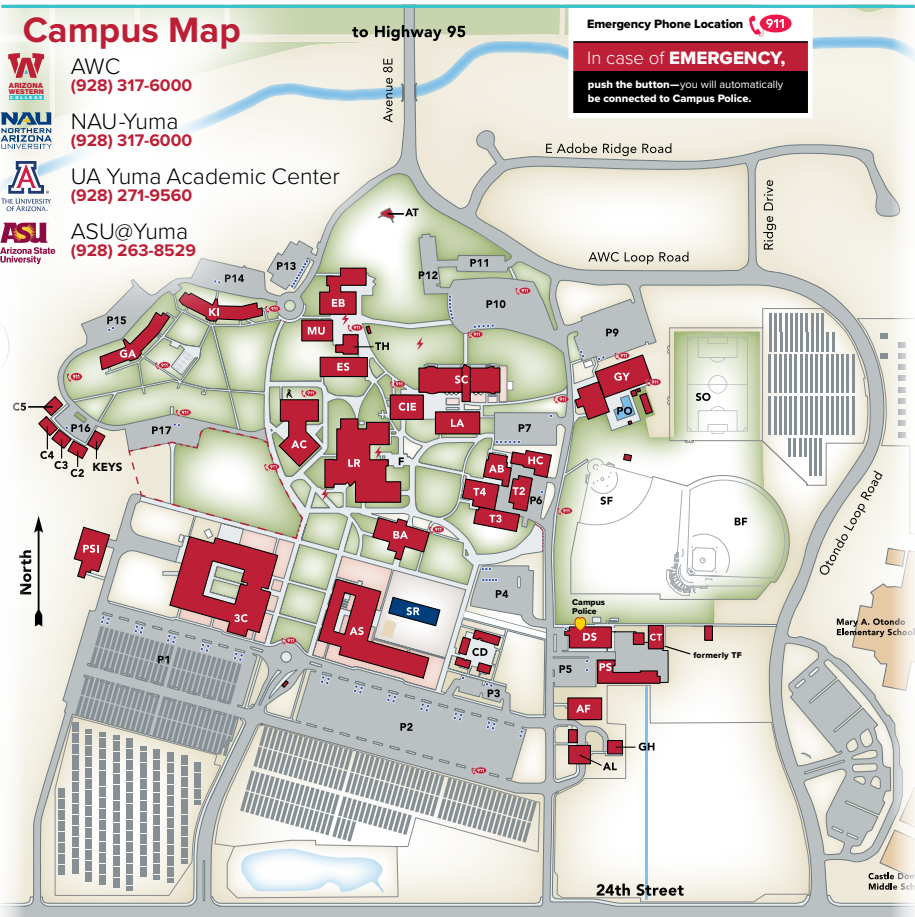 Campus Map
ARIZONA
WESTERN
COLLEGE
AWC
(928) 317-6000
NAU
NORTHERN
ARIZONA
UNIVERSITY
NAU-Yuma
(928) 317-6000
A
THE UNIVERSITY
OF ARIZONA.
UA Yuma Academic Center
(928) 271-9560
ASU
Arizona State
University
ASU@Yuma
(928) 263-8529
to Highway 95
Avenue 8E
Emergency Phone Location 911
In case of EMERGENCY,
push the button—you will automatically
be connected to Campus Police.
E Adobe Ridge Road
Ridge Drive
AWC Loop Road
AT
P11
P12
P13
P14
P10
EB
KI
P15
MU
TH
P9
GA
ES
SC
GY
SO
PO
C5
CIE
P16
P17
LA
P7
C4
C3
C2
KEYS
AC
LR
F
AB
HC
T4
T2
P6
T3
SF
BF
Otondo Loop Road
North
PSI
BA
3C
SR
P4
AS
Campus
Police
DS
CT
formerly TF
Mary A. Otondo
Elementary School
CD
P1
P3
P5
PS
P2
AF
GH
AL
24th Street
Middle